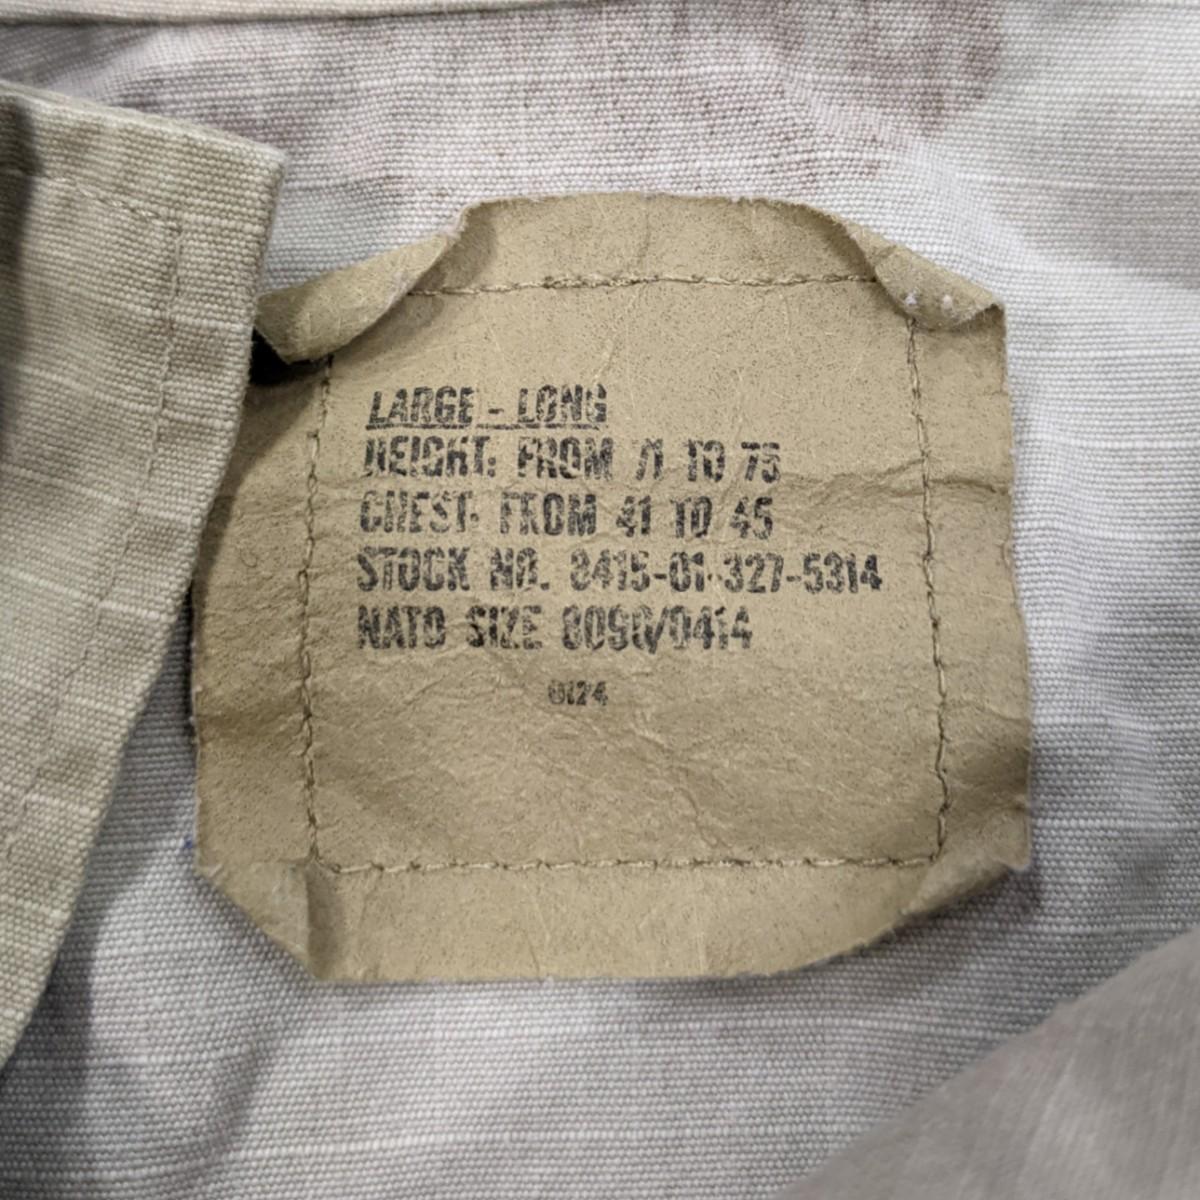 LARGE - LONG
HEIGHT: FROM 71 TO 75
CHEST: FROM 41 TO 45
STOCK NO. 8415-01-327-5314
NATO SIZE 8090/0414
0124